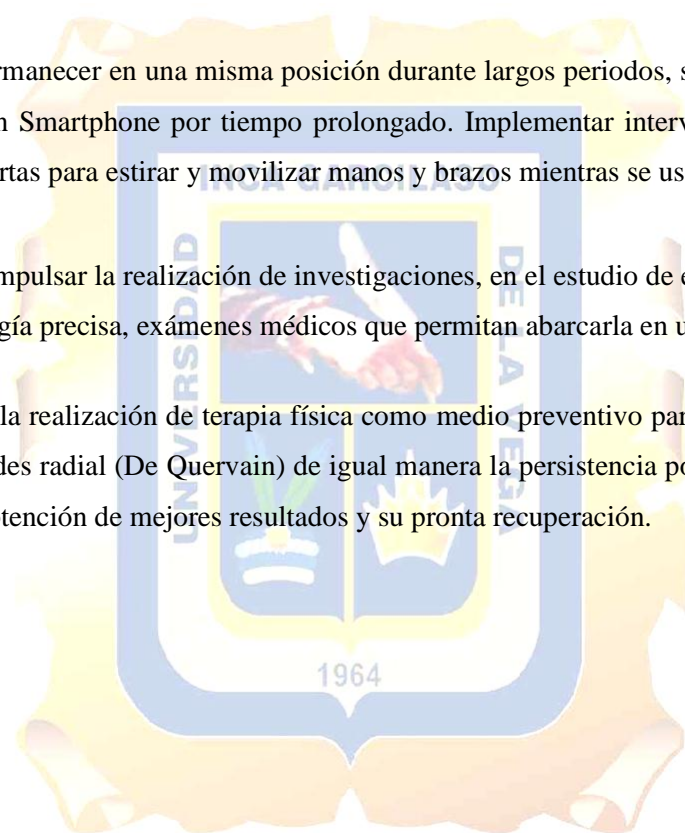 rmanecer en una misma posición durante largos periodos, s
n Smartphone por tiempo prolongado. Implementar interv
rtas para estirar y movilizar manos y brazos mientras se us
mpulsar la realización de investigaciones, en el estudio de e
gía precisa, exámenes médicos que permitan abarcarla en u
la realización de terapia física como medio preventivo par
des radial (De Quervain) de igual manera la persistencia po
otención de mejores resultados y su pronta recuperación.
INCA GARCILASO
UNIVERSIDAD
DE LA VEGA
1964